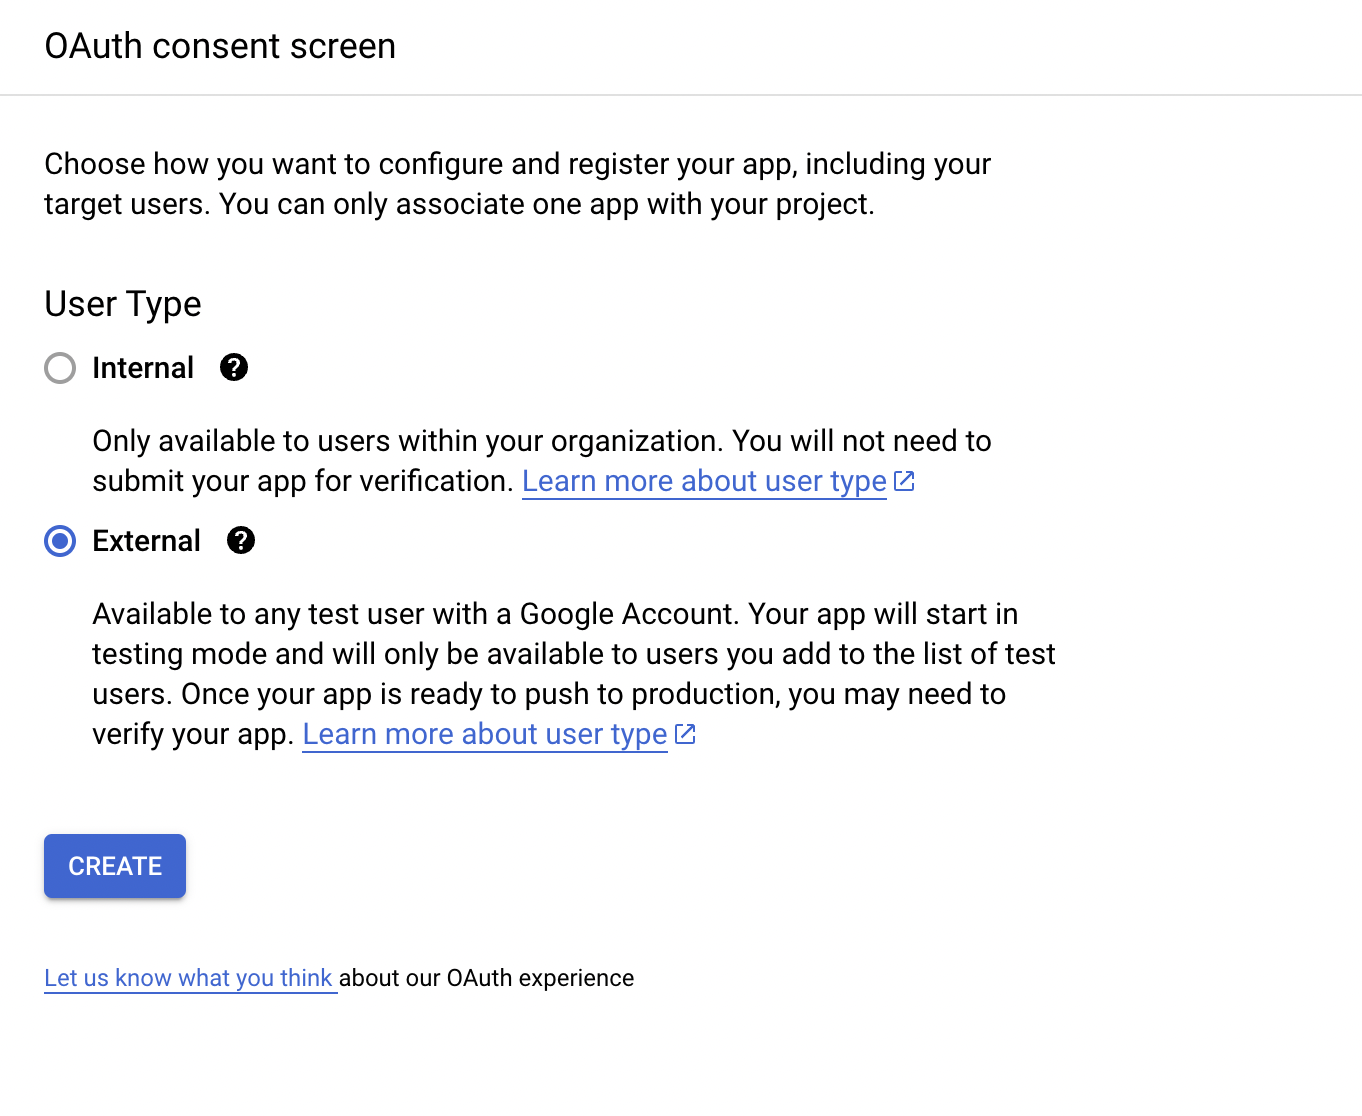 OAuth consent screen
Choose how you want to configure and register your app, including your
target users. You can only associate one app with your project.
User Type
Internal
Only available to users within your organization. You will not need to
submit your app for verification. Learn more about user type
External
Available to any test user with a Google Account. Your app will start in
testing mode and will only be available to users you add to the list of test
users. Once your app is ready to push to production, you may need to
verify your app. Learn more about user type
CREATE
Let us know what you think about our OAuth experience